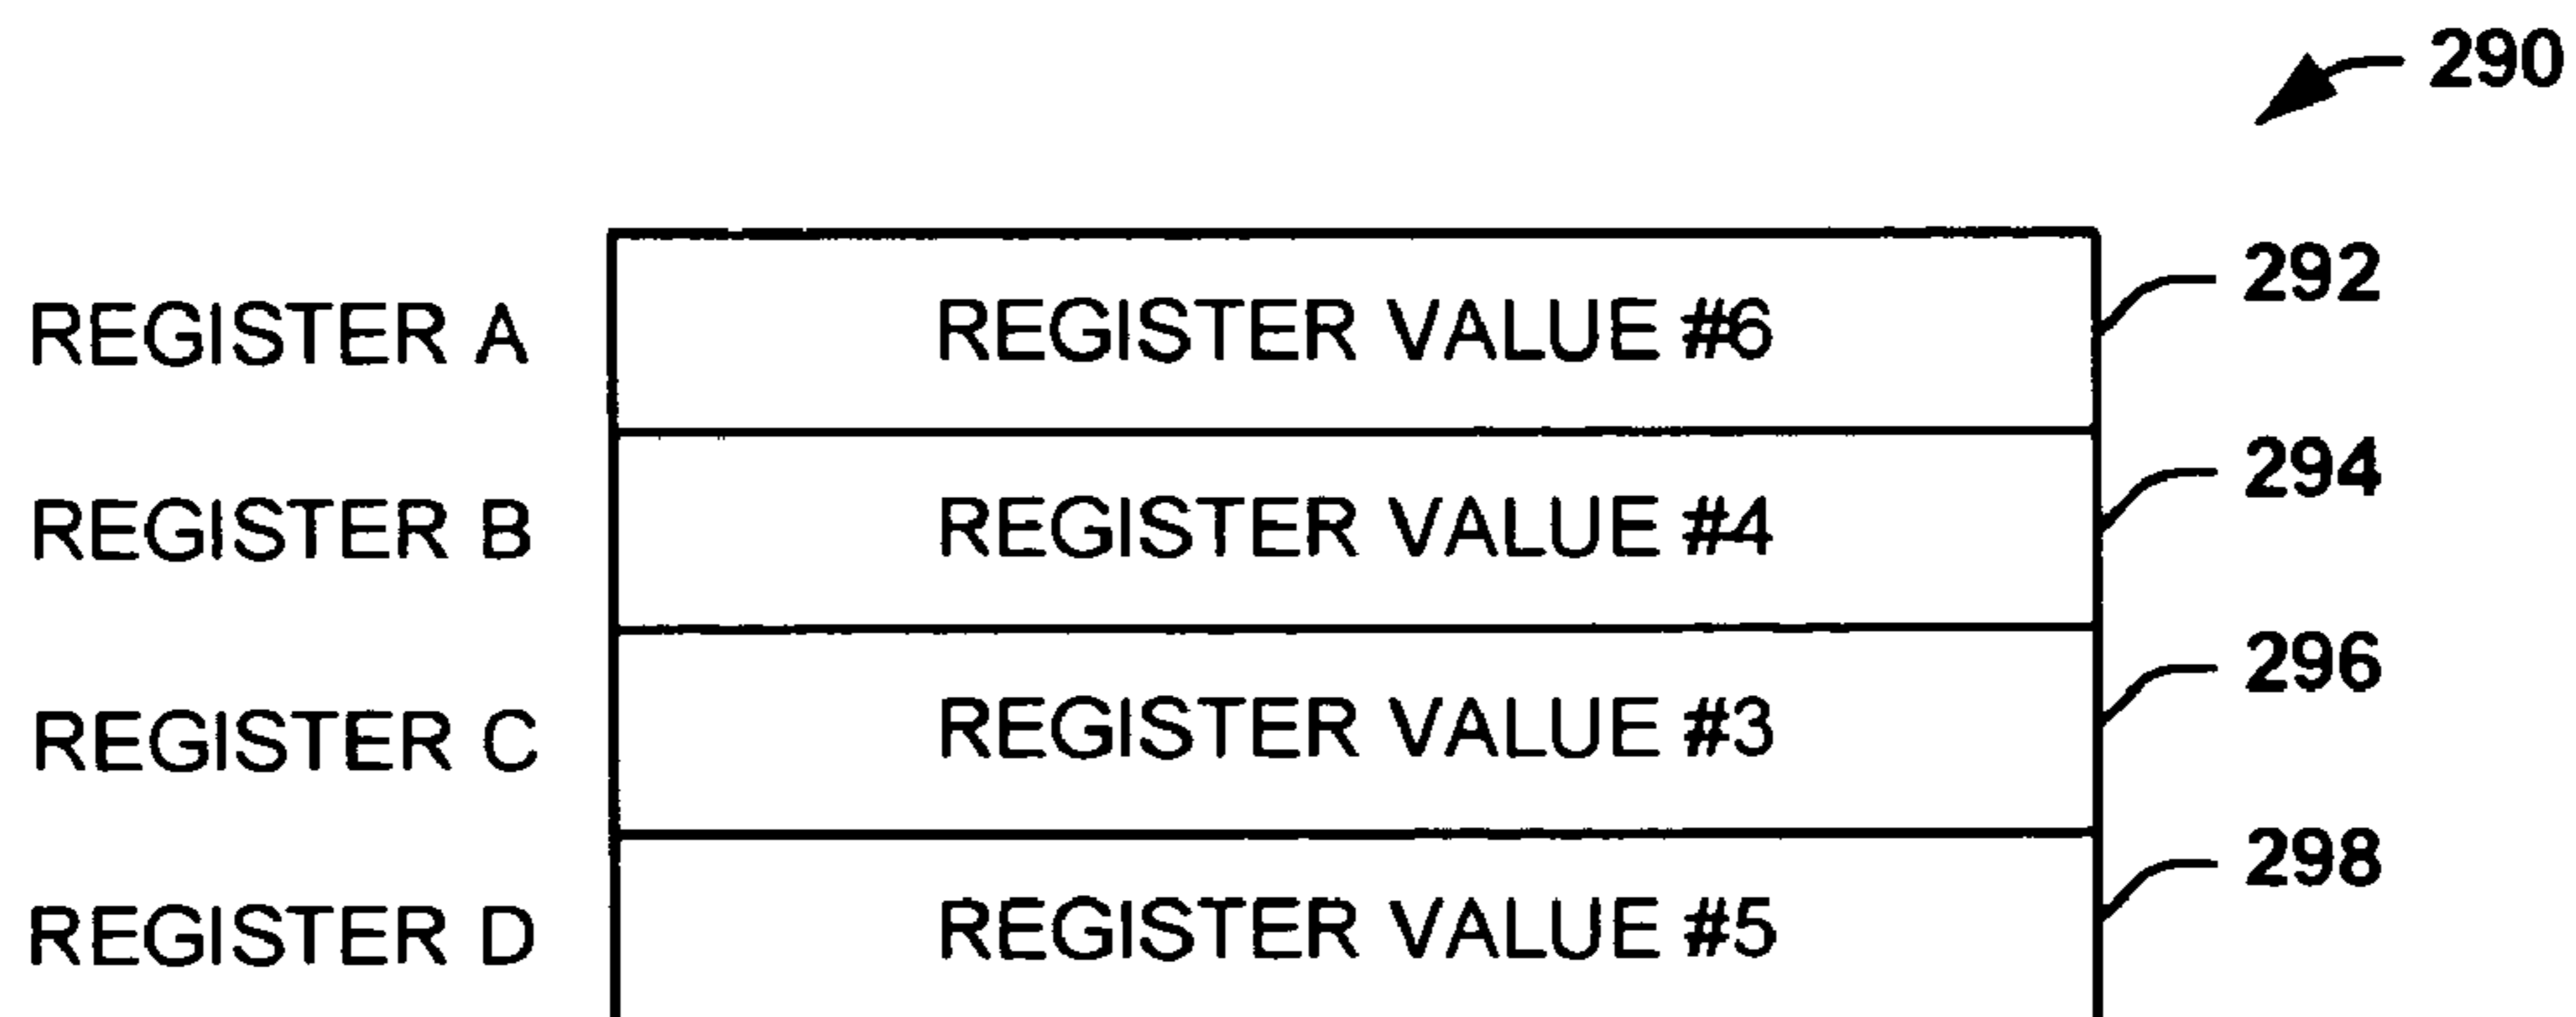 290
REGISTER A REGISTER VALUE #6 292
REGISTER B REGISTER VALUE #4 294
REGISTER C REGISTER VALUE #3 296
REGISTER D REGISTER VALUE #5 298